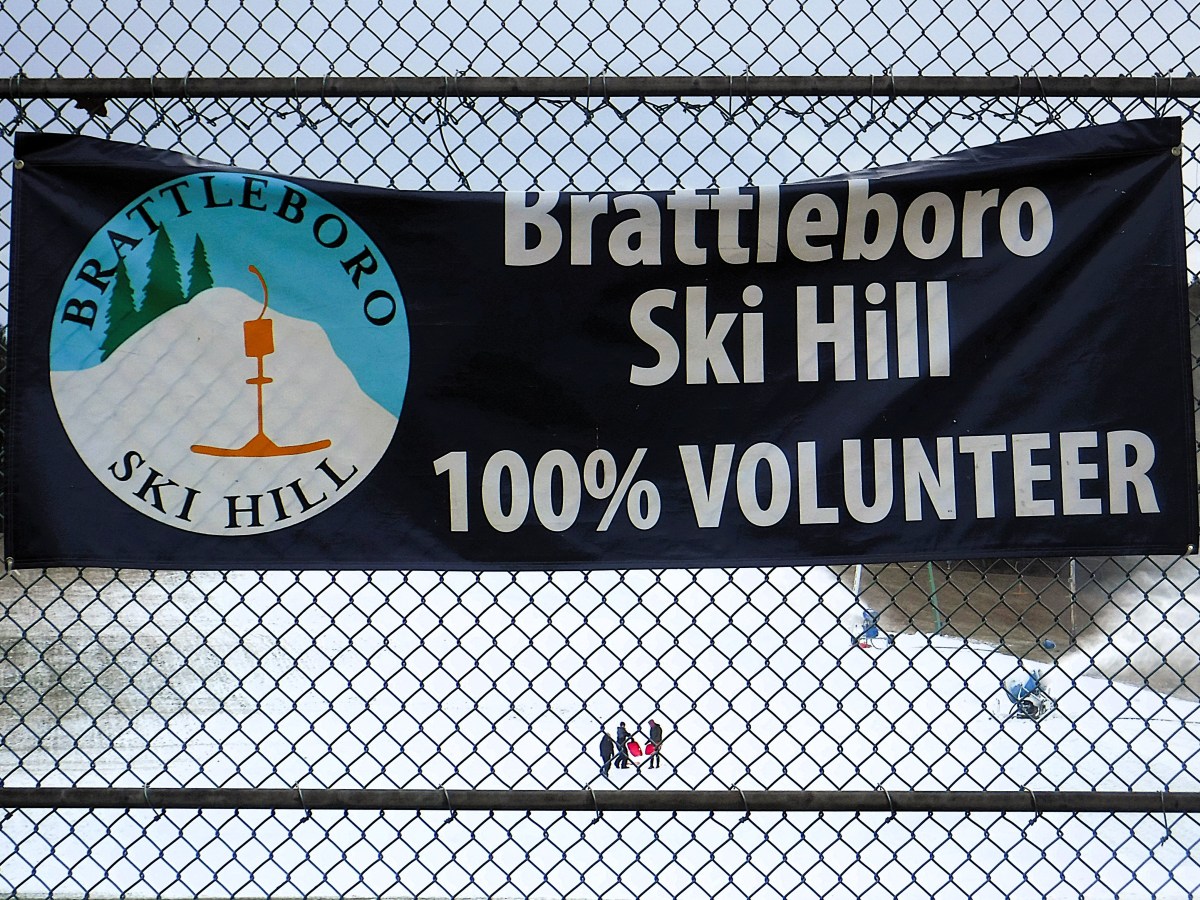 BRATTLEBORO
SKI HILL
Brattleboro
Ski Hill
100% VOLUNTEER